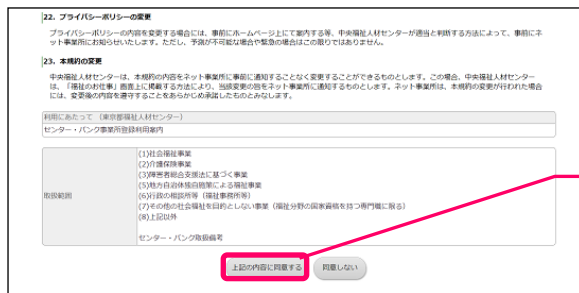 22. プライバシーポリシーの変更
プライバシーポリシーの内容を変更する場合には、事前にホームページ上にて案内する等、中央福祉人材センターが適当と判断する方法によって、事前にネ
ット事業所にお知らせいたします。ただし、予測が不可能な場合や緊急の場合はこの限りではありません。
23. 本規約の変更
中央福祉人材センターは、本規約の内容をネット事業所に事前に通知することなく変更することができるものとします。この場合、中央福祉人材センター
は、「福祉のお仕事」画面上に掲載する方法により、当該変更の旨をネット事業所に通知するものとします。ネット事業所は、本規約の変更が行われた場合
には、変更後の内容を遵守することをあらかじめ承諾したものとみなします。
利用にあたって （東京都福祉人材センター）
センター・バンク事業所登録利用案内
取扱範囲
(1)社会福祉事業
(2)介護保険事業
(3)障害者総合支援法に基づく事業
(5)地方自治体独自施策による福祉事業
(6)行政の相談所等（福祉事務所等）
(7)その他の社会福祉を目的としない事業（福祉分野の国家資格を持つ専門職に限る）
(8)上記以外
センター・バンク取扱備考
上記の内容に同意する
同意しない